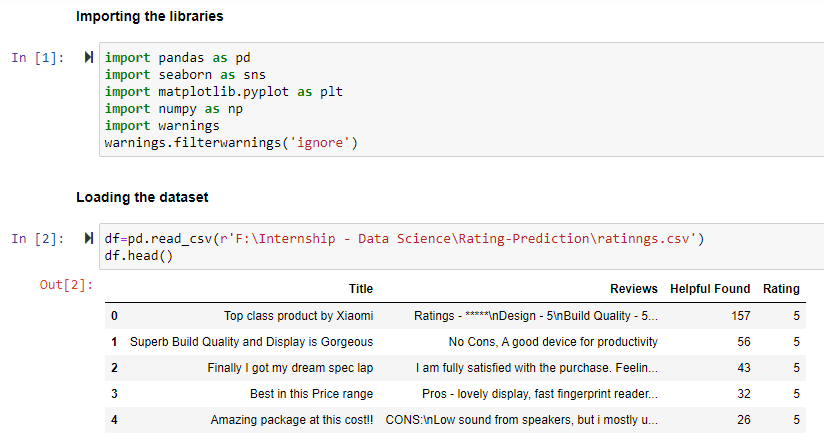 Importing the libraries
In [1]: import pandas as pd
import seaborn as sns
import matplotlib.pyplot as plt
import numpy as np
import warnings
warnings.filterwarnings('ignore')
Loading the dataset
In [2]: df=pd.read_csv(r'F:\Internship - Data Science\Rating-Prediction\ratinngs.csv')
df.head()
Out[2]:
Title Reviews Helpful Found Rating
0 Top class product by Xiaomi Ratings - *****\nDesign - 5\nBuild Quality - 5... 157 5
1 Superb Build Quality and Display is Gorgeous No Cons, A good device for productivity 56 5
2 Finally I got my dream spec lap I am fully satisfied with the purchase. Feelin... 43 5
3 Best in this Price range Pros - lovely display, fast fingerprint reader... 32 5
4 Amazing package at this cost!! CONS:\nLow sound from speakers, but i mostly u... 26 5